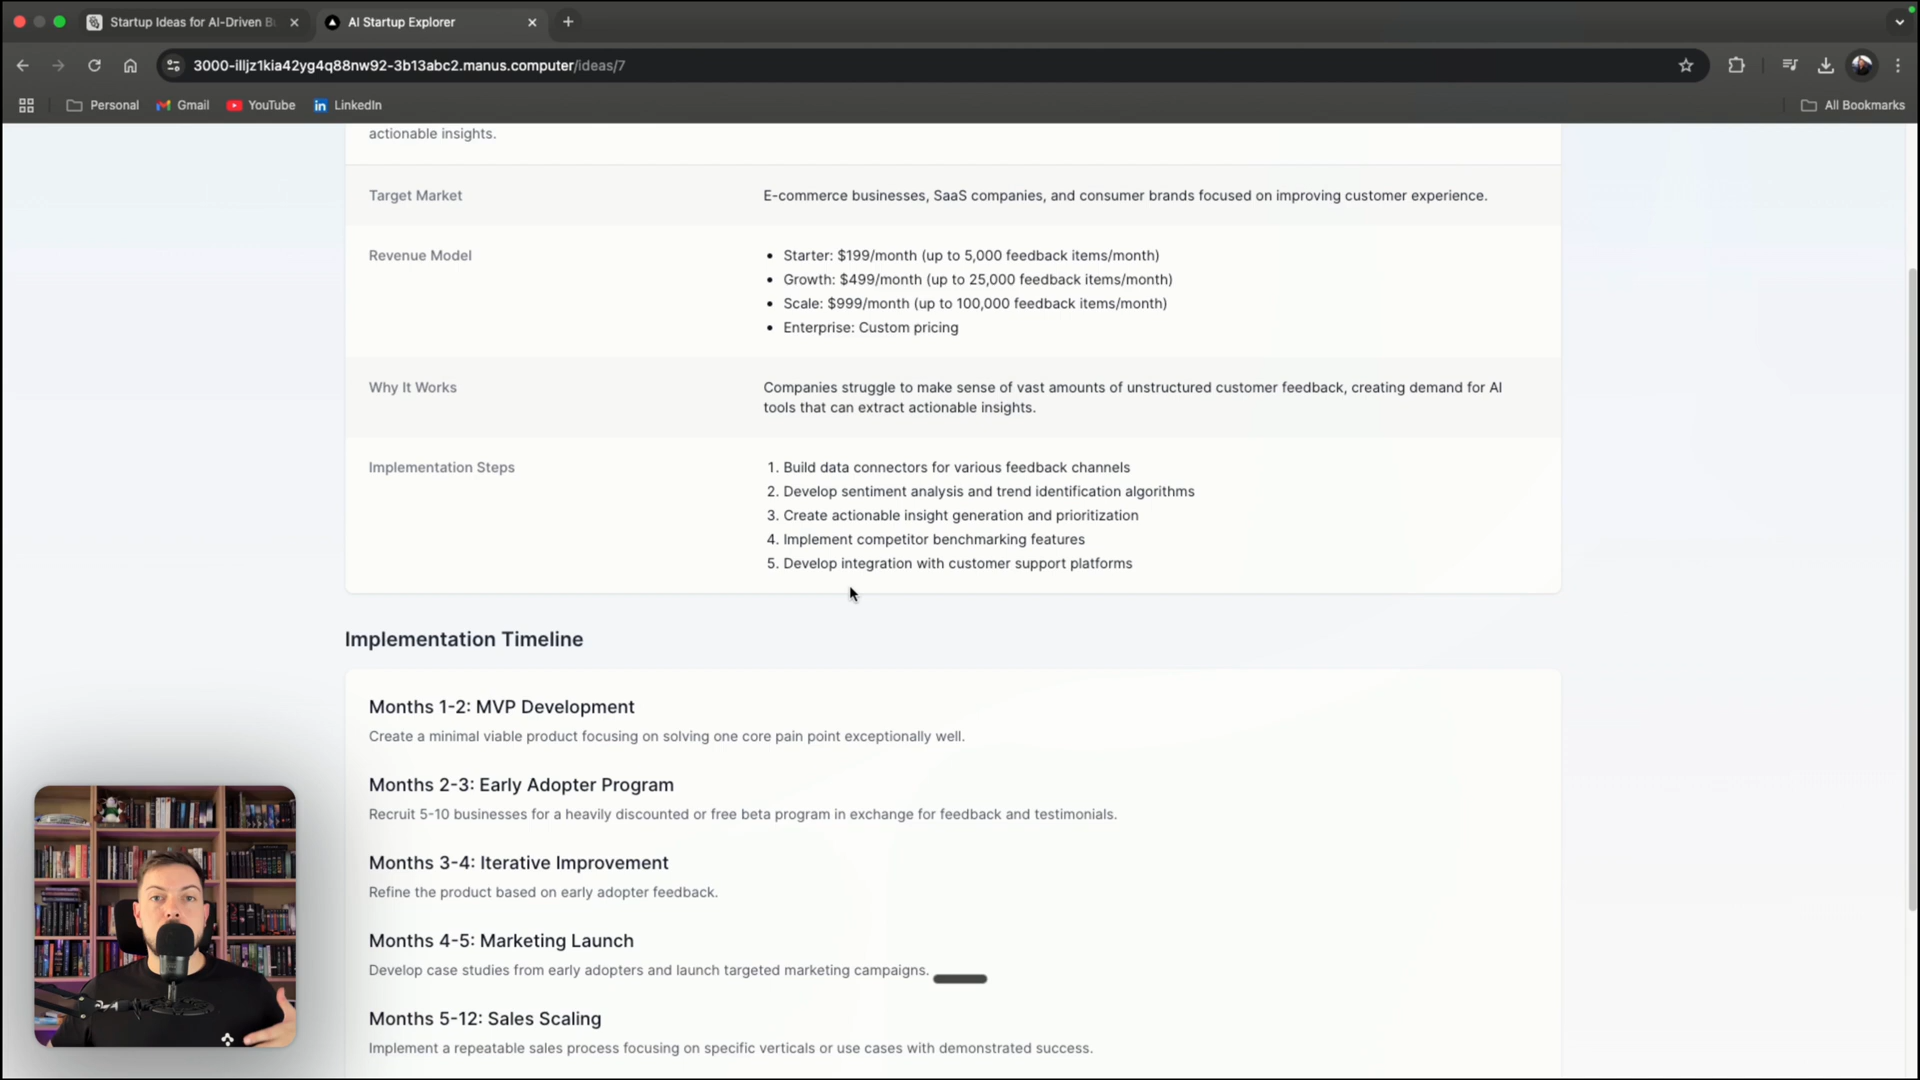 Startup Ideas for AI-Driven B
AI Startup Explorer
3000-illjz1kia42yg4q88nw92-3b13abc2.manus.computer/ideas/7
Personal
Gmail
YouTube
LinkedIn
All Bookmarks
actionable insights.
Target Market
E-commerce businesses, SaaS companies, and consumer brands focused on improving customer experience.
Revenue Model
• Starter: $199/month (up to 5,000 feedback items/month)
• Growth: $499/month (up to 25,000 feedback items/month)
• Scale: $999/month (up to 100,000 feedback items/month)
• Enterprise: Custom pricing
Why It Works
Companies struggle to make sense of vast amounts of unstructured customer feedback, creating demand for AI
tools that can extract actionable insights.
Implementation Steps
1. Build data connectors for various feedback channels
2. Develop sentiment analysis and trend identification algorithms
3. Create actionable insight generation and prioritization
4. Implement competitor benchmarking features
5. Develop integration with customer support platforms
Implementation Timeline
Months 1-2: MVP Development
Create a minimal viable product focusing on solving one core pain point exceptionally well.
Months 2-3: Early Adopter Program
Recruit 5-10 businesses for a heavily discounted or free beta program in exchange for feedback and testimonials.
Months 3-4: Iterative Improvement
Refine the product based on early adopter feedback.
Months 4-5: Marketing Launch
Develop case studies from early adopters and launch targeted marketing campaigns.
Months 5-12: Sales Scaling
Implement a repeatable sales process focusing on specific verticals or use cases with demonstrated success.